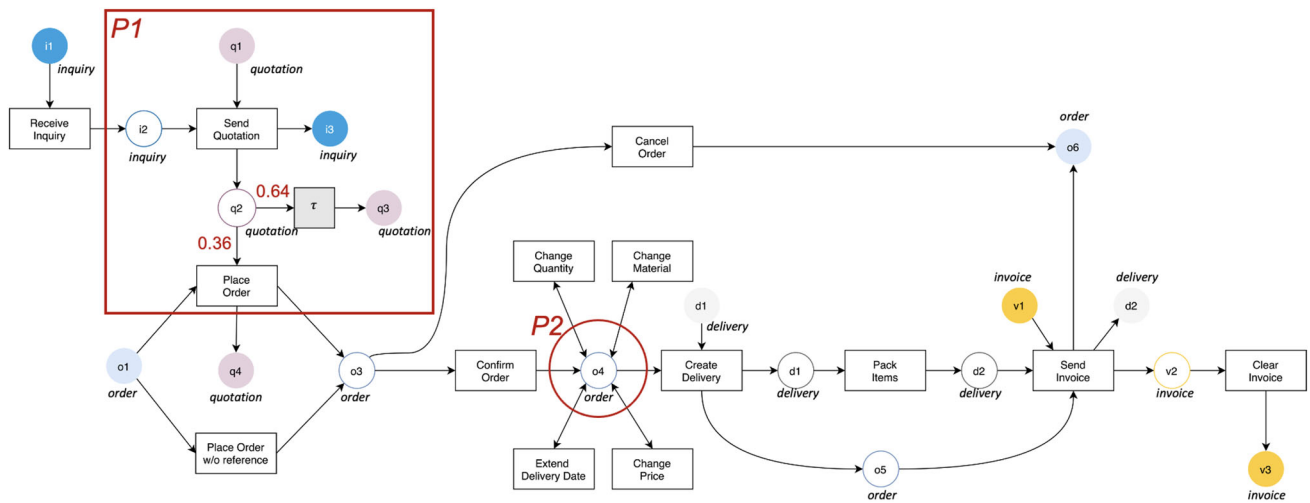 P1
i1
inquiry
q1
quotation
Receive
Inquiry
i2
inquiry
Send
Quotation
i3
inquiry
q2
quotation
0.64
τ
q3
quotation
0.36
Place
Order
o1
order
q4
quotation
o3
order
Place Order
w/o reference
Cancel
Order
order
o6
Change
Quantity
Change
Material
P2
Confirm
Order
o4
order
Extend
Delivery Date
Change
Price
d1
delivery
Create
Delivery
d1
delivery
Pack
Items
d2
delivery
o5
order
invoice
v1
delivery
d2
Send
Invoice
v2
invoice
Clear
Invoice
v3
invoice